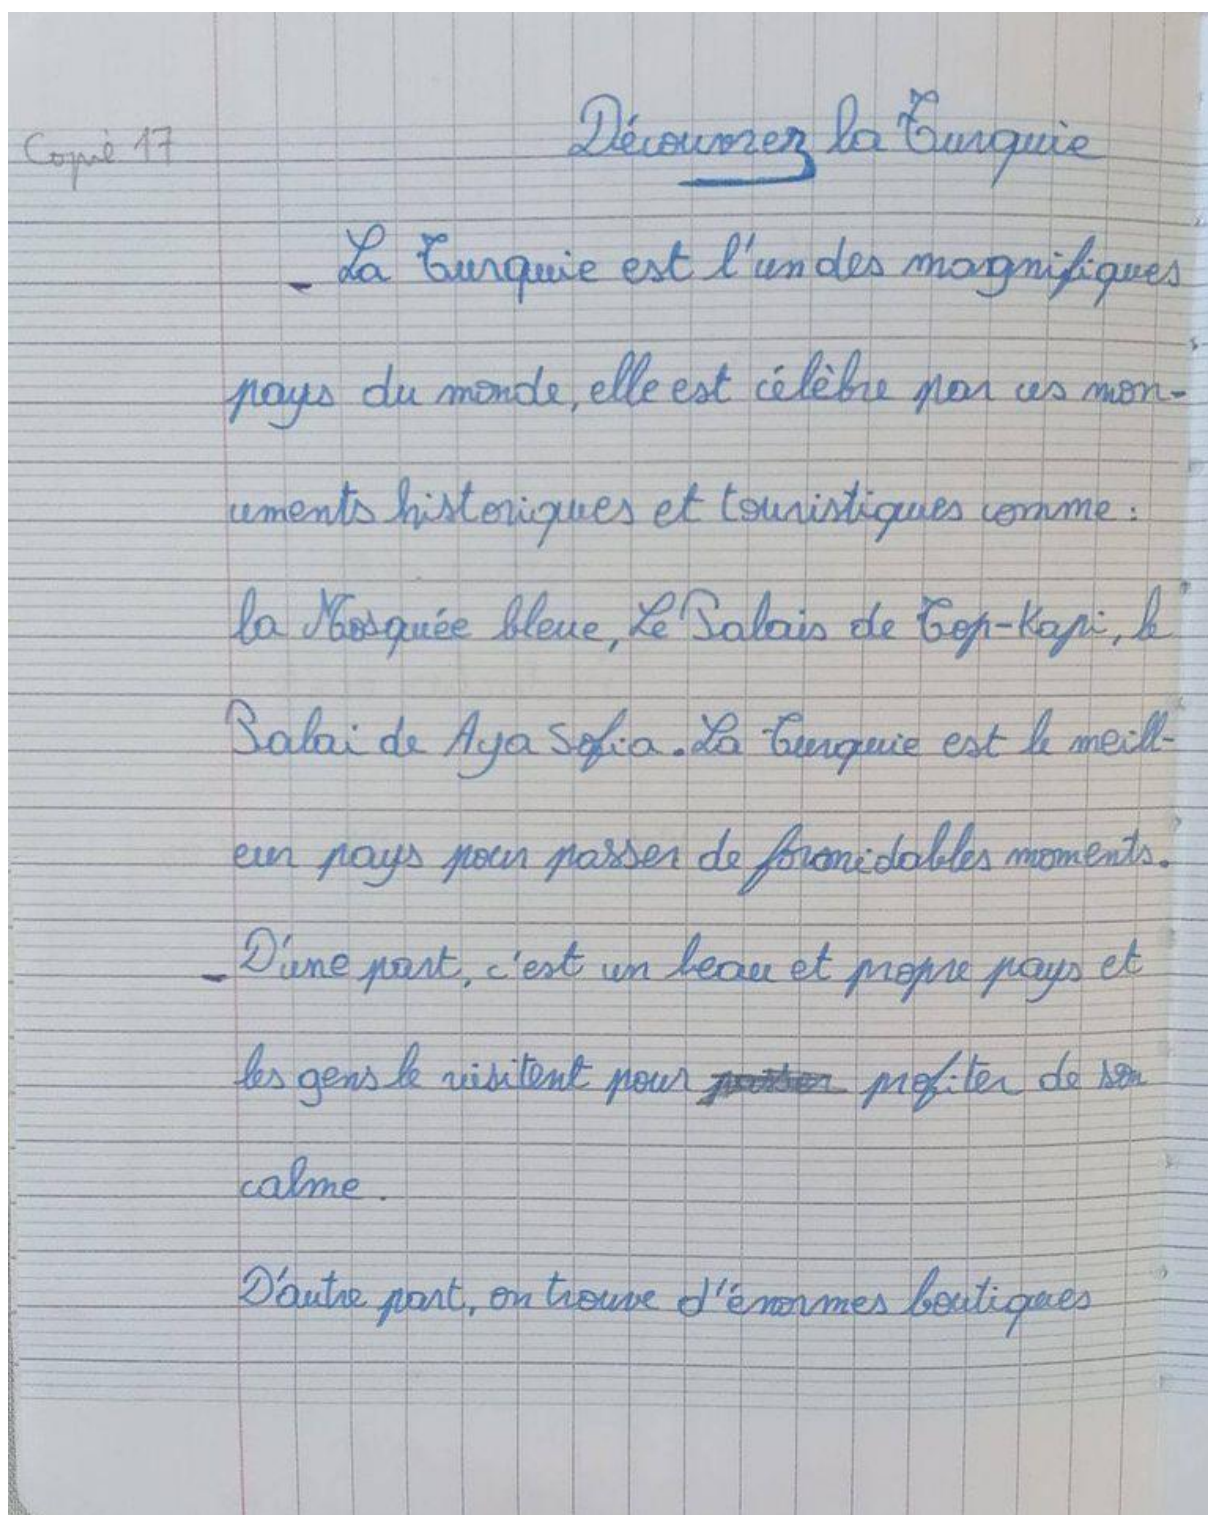 Copie 17
Découvrez la Turquie
- La Turquie est l'un des magnifiques
pays du monde, elle est célèbre par ces mon-
uments historiques et touristiques comme :
la Mosquée bleue, Le Palais de Top-Kapi, le
Palai de Aya Sofia. La Turquie est le meill-
eur pays pour passer de formidables moments.
- D'une part, c'est un beau et propre pays et
les gens le visitent pour profiter de son
calme.
D'autre part, on trouve d'énormes boutiques